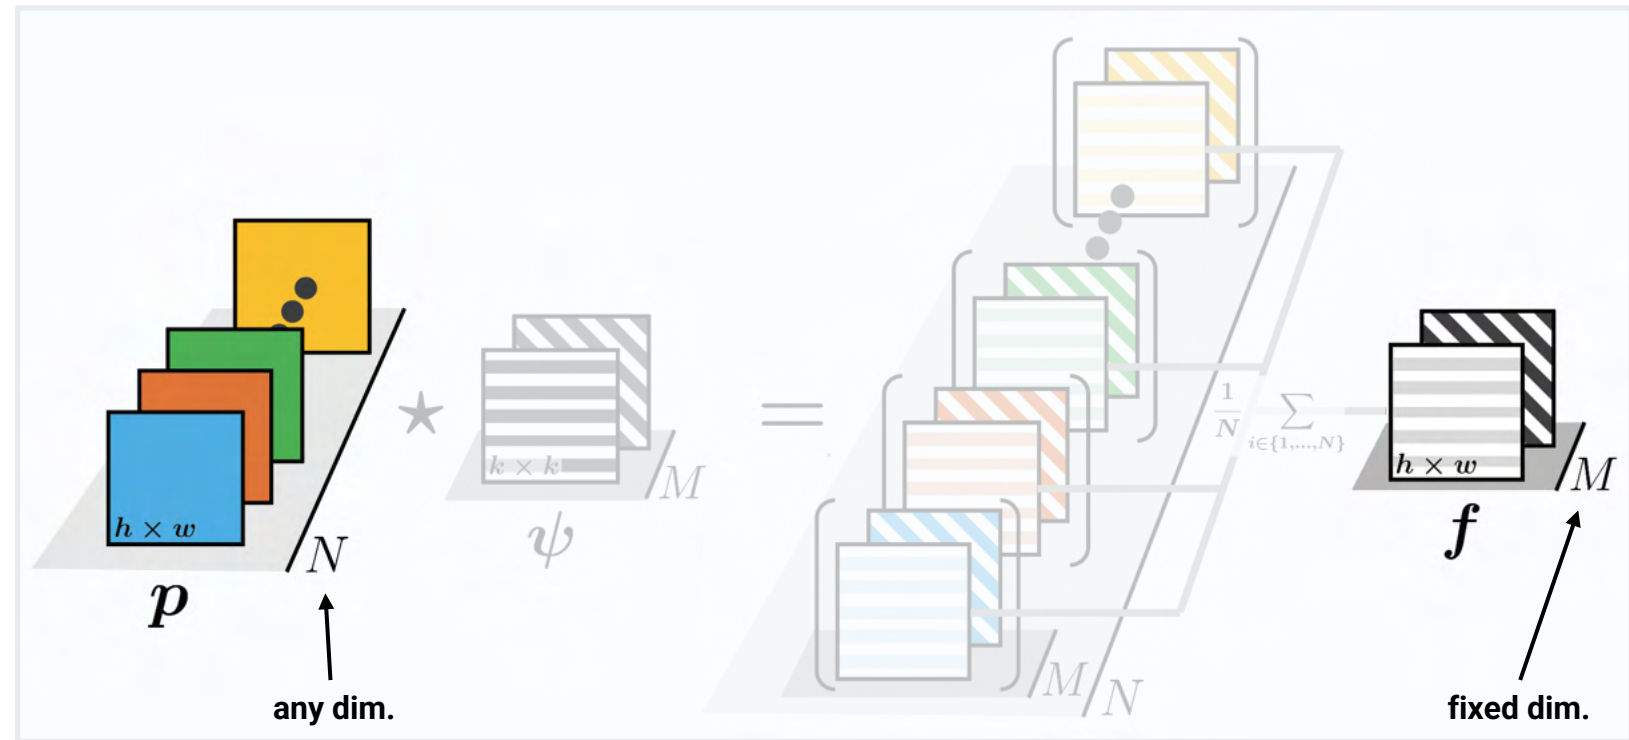 h × w
N
p
any dim.
★
k × k
M
ψ
=
M
N
1
N
∑
i∈{1,...,N}
h × w
M
f
fixed dim.